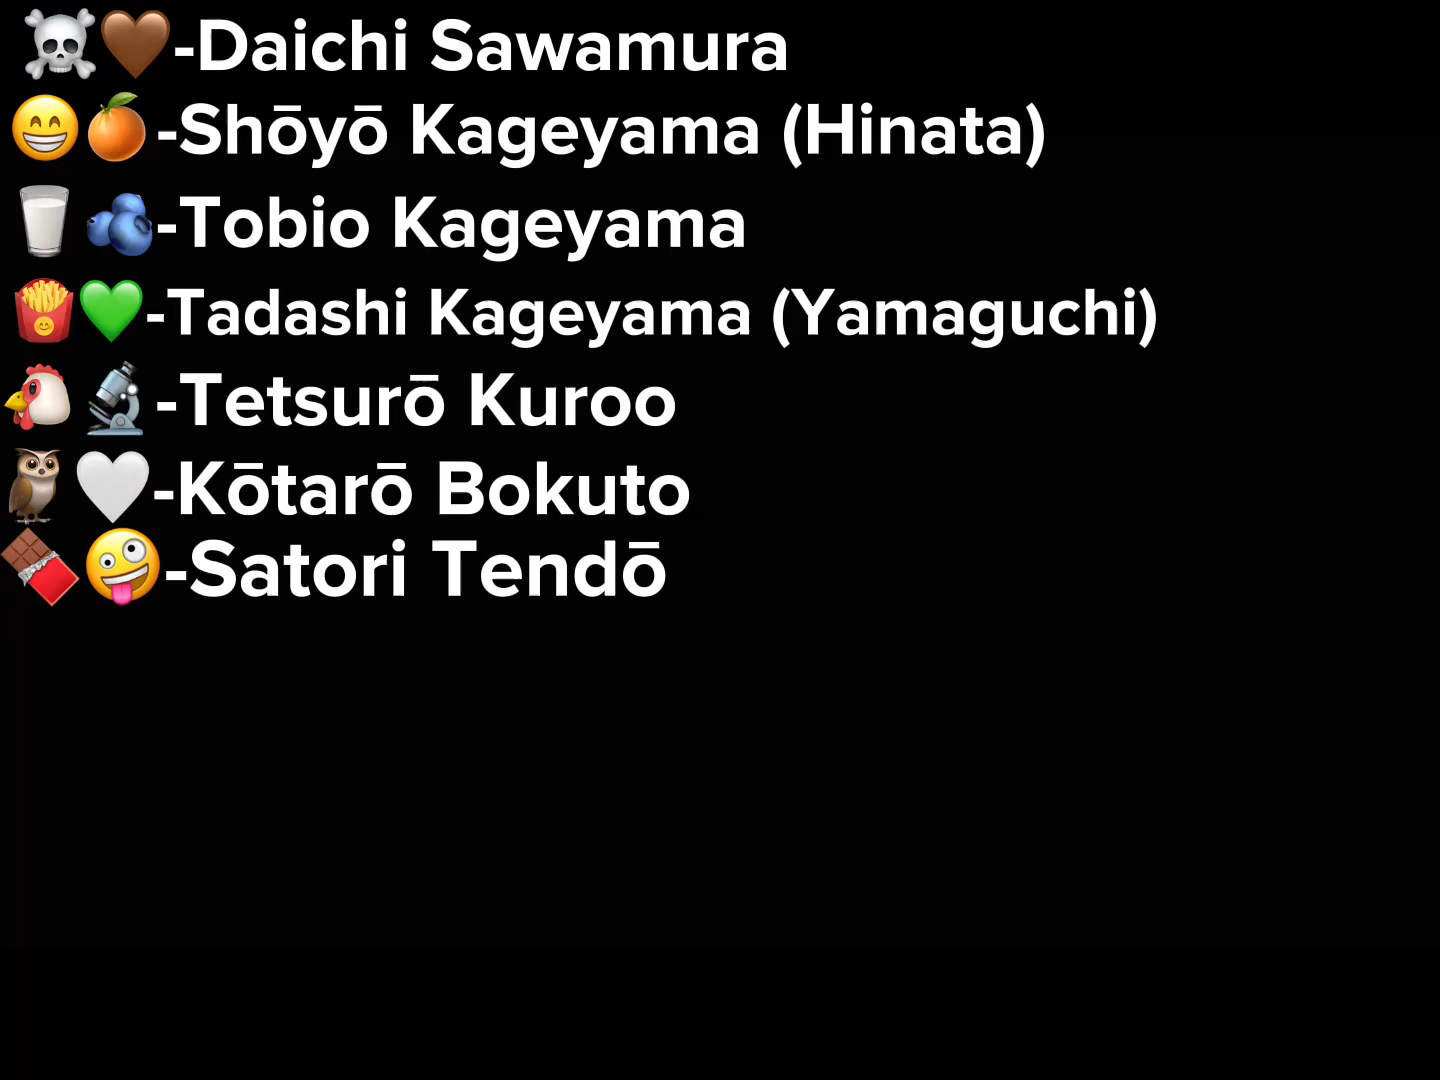 ☠️🤎-Daichi Sawamura
😁🍊-Shōyō Kageyama (Hinata)
🥛🫐-Tobio Kageyama
🍟💚-Tadashi Kageyama (Yamaguchi)
🐔🔬-Tetsurō Kuroo
🦉🤍-Kōtarō Bokuto
🍫🤪-Satori Tendō